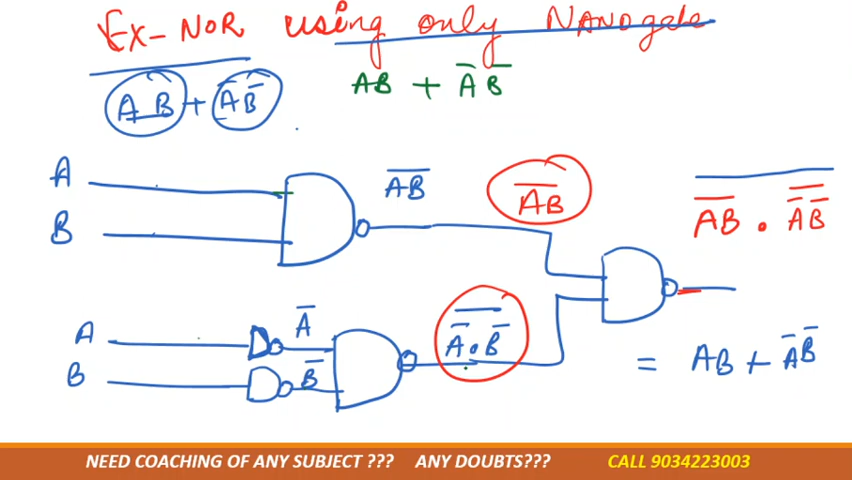 Ex-NOR using only NAND gate
AB + A̅ B̅
A B + A̅ B̅
A
B
A̅B̅
A̅B̅
A̅B̅̅ . A̿ B̿
A
B
A̅
B̅
A̿ . B̿
= AB + A̅ B̅
NEED COACHING OF ANY SUBJECT ??? ANY DOUBTS??? CALL 9034223003